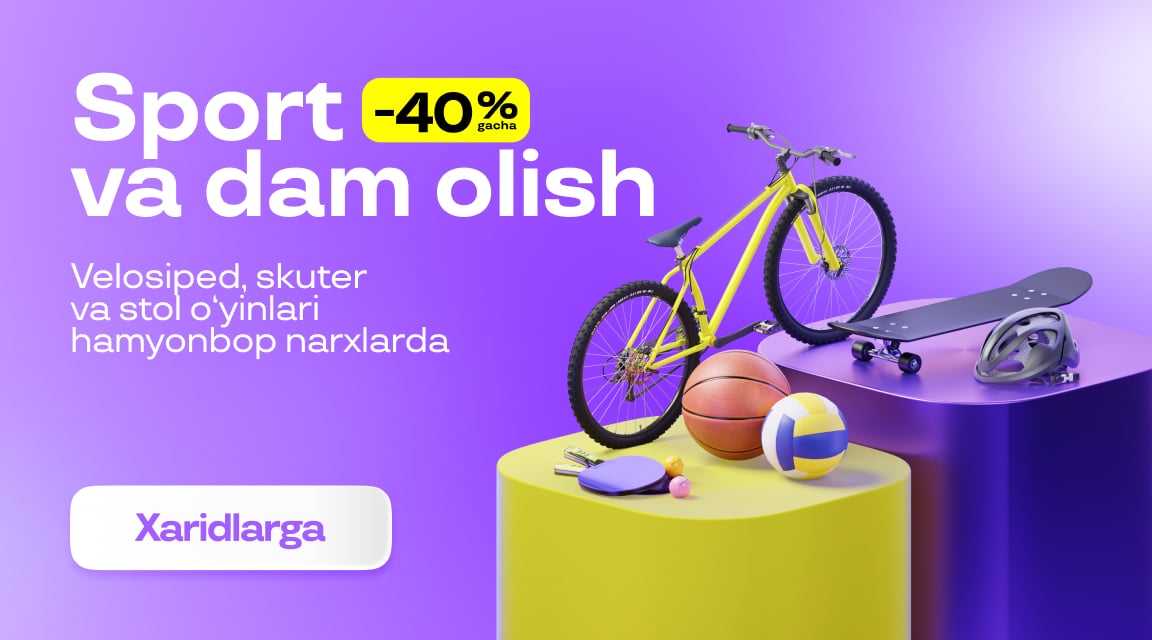 Sport -40% gacha
va dam olish
Velosiped, skuter
va stol o‘yinlari
hamyonbop narxlarda
Xaridlarga